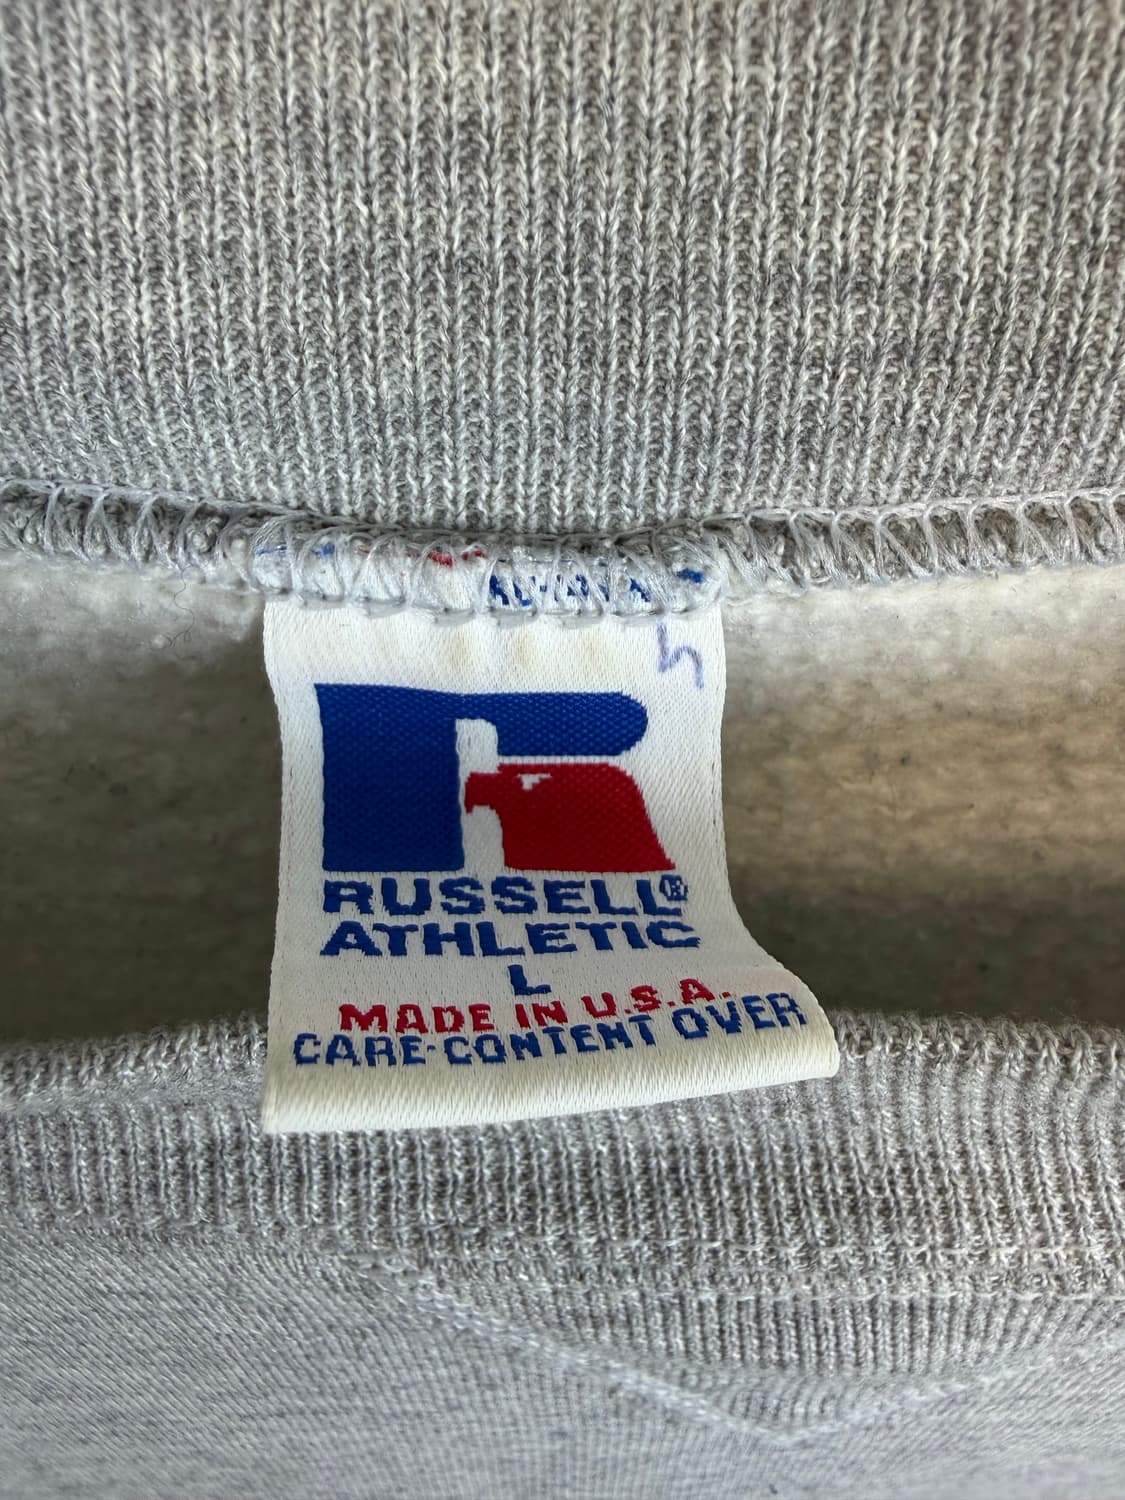 RUSSELL®
ATHLETIC
L
MADE IN U.S.A.
CARE-CONTENT OVER